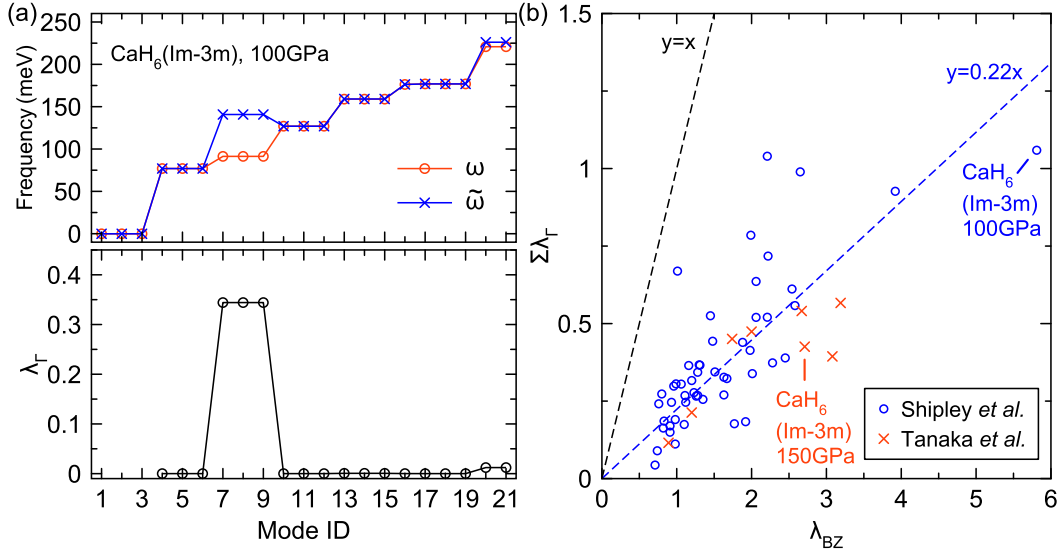 (a)
250
200
150
100
50
0
Frequency (meV)
CaH₆(Im-3m), 100GPa
ω
ω̃
0.4
0.3
0.2
0.1
0
λ_Γ
1 3 5 7 9 11 13 15 17 19 21
Mode ID
(b)
1.5
1
0.5
0
Σλ_Γ
y=x
y=0.22x
CaH₆
(Im-3m)
100GPa
CaH₆
(Im-3m)
150GPa
Shipley et al.
Tanaka et al.
0 1 2 3 4 5 6
λ_BZ